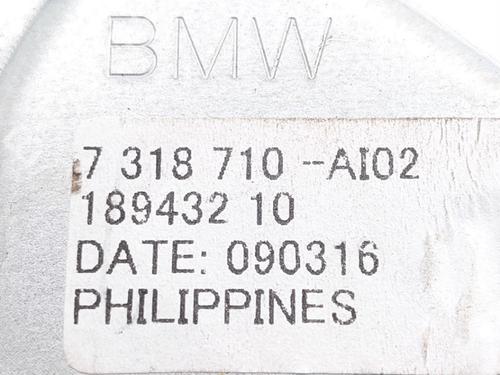 BMW
7 318 710 --AI02
189432 10
DATE: 090316
PHILIPPINES